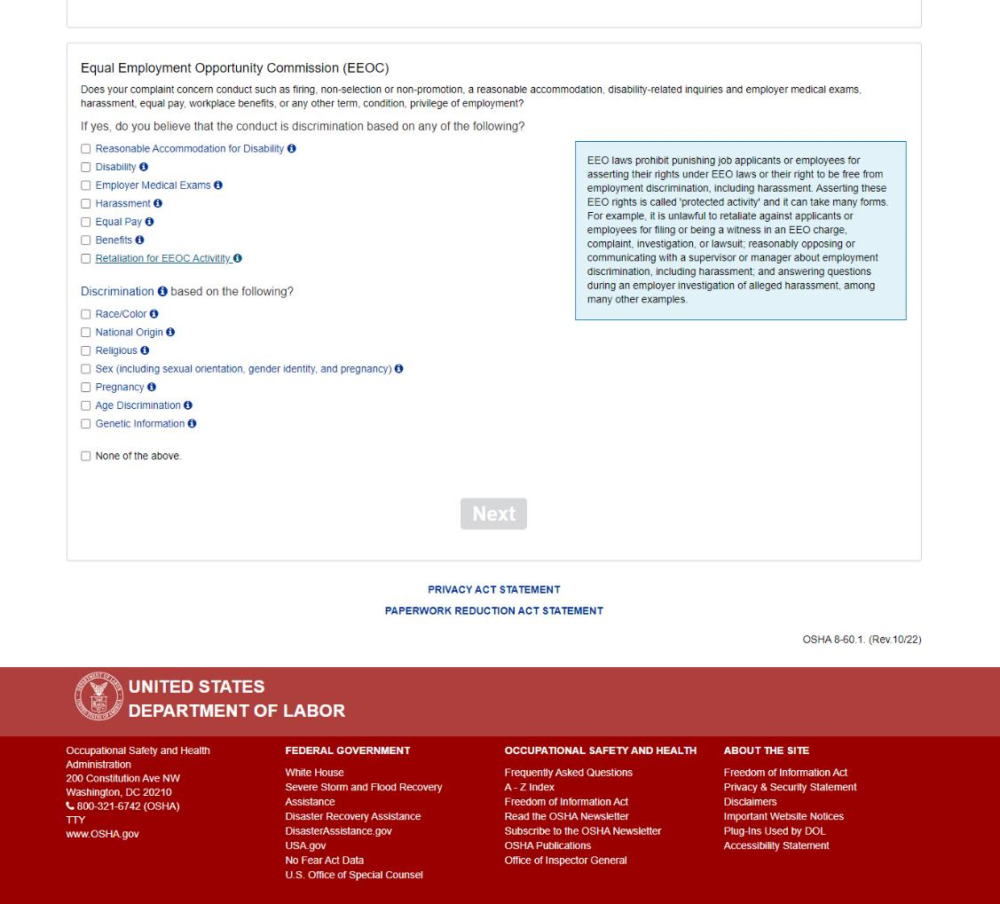 Equal Employment Opportunity Commission (EEOC)
Does your complaint concern conduct such as firing, non-selection or non-promotion, a reasonable accommodation, disability-related inquiries and employer medical exams,
harassment, equal pay, workplace benefits, or any other term, condition, privilege of employment?
If yes, do you believe that the conduct is discrimination based on any of the following?
Reasonable Accommodation for Disability
Disability
Employer Medical Exams
Harassment
Equal Pay
Benefits
Retaliation for EEOC Activitity
EEO laws prohibit punishing job applicants or employees for
asserting their rights under EEO laws or their right to be free from
employment discrimination, including harassment. Asserting these
EEO rights is called 'protected activity' and it can take many forms.
For example, it is unlawful to retaliate against applicants or
employees for filing or being a witness in an EEO charge,
complaint, investigation, or lawsuit; reasonably opposing or
communicating with a supervisor or manager about employment
discrimination, including harassment; and answering questions
during an employer investigation of alleged harassment, among
many other examples.
Discrimination based on the following?
Race/Color
National Origin
Religious
Sex (including sexual orientation, gender identity, and pregnancy)
Pregnancy
Age Discrimination
Genetic Information
None of the above.
Next
PRIVACY ACT STATEMENT
PAPERWORK REDUCTION ACT STATEMENT
OSHA 8-60.1. (Rev.10/22)
UNITED STATES
DEPARTMENT OF LABOR
Occupational Safety and Health
Administration
200 Constitution Ave NW
Washington, DC 20210
800-321-6742 (OSHA)
TTY
www.OSHA.gov
FEDERAL GOVERNMENT
White House
Severe Storm and Flood Recovery
Assistance
Disaster Recovery Assistance
DisasterAssistance.gov
USA.gov
No Fear Act Data
U.S. Office of Special Counsel
OCCUPATIONAL SAFETY AND HEALTH
Frequently Asked Questions
A - Z Index
Freedom of Information Act
Read the OSHA Newsletter
Subscribe to the OSHA Newsletter
OSHA Publications
Office of Inspector General
ABOUT THE SITE
Freedom of Information Act
Privacy & Security Statement
Disclaimers
Important Website Notices
Plug-Ins Used by DOL
Accessibility Statement